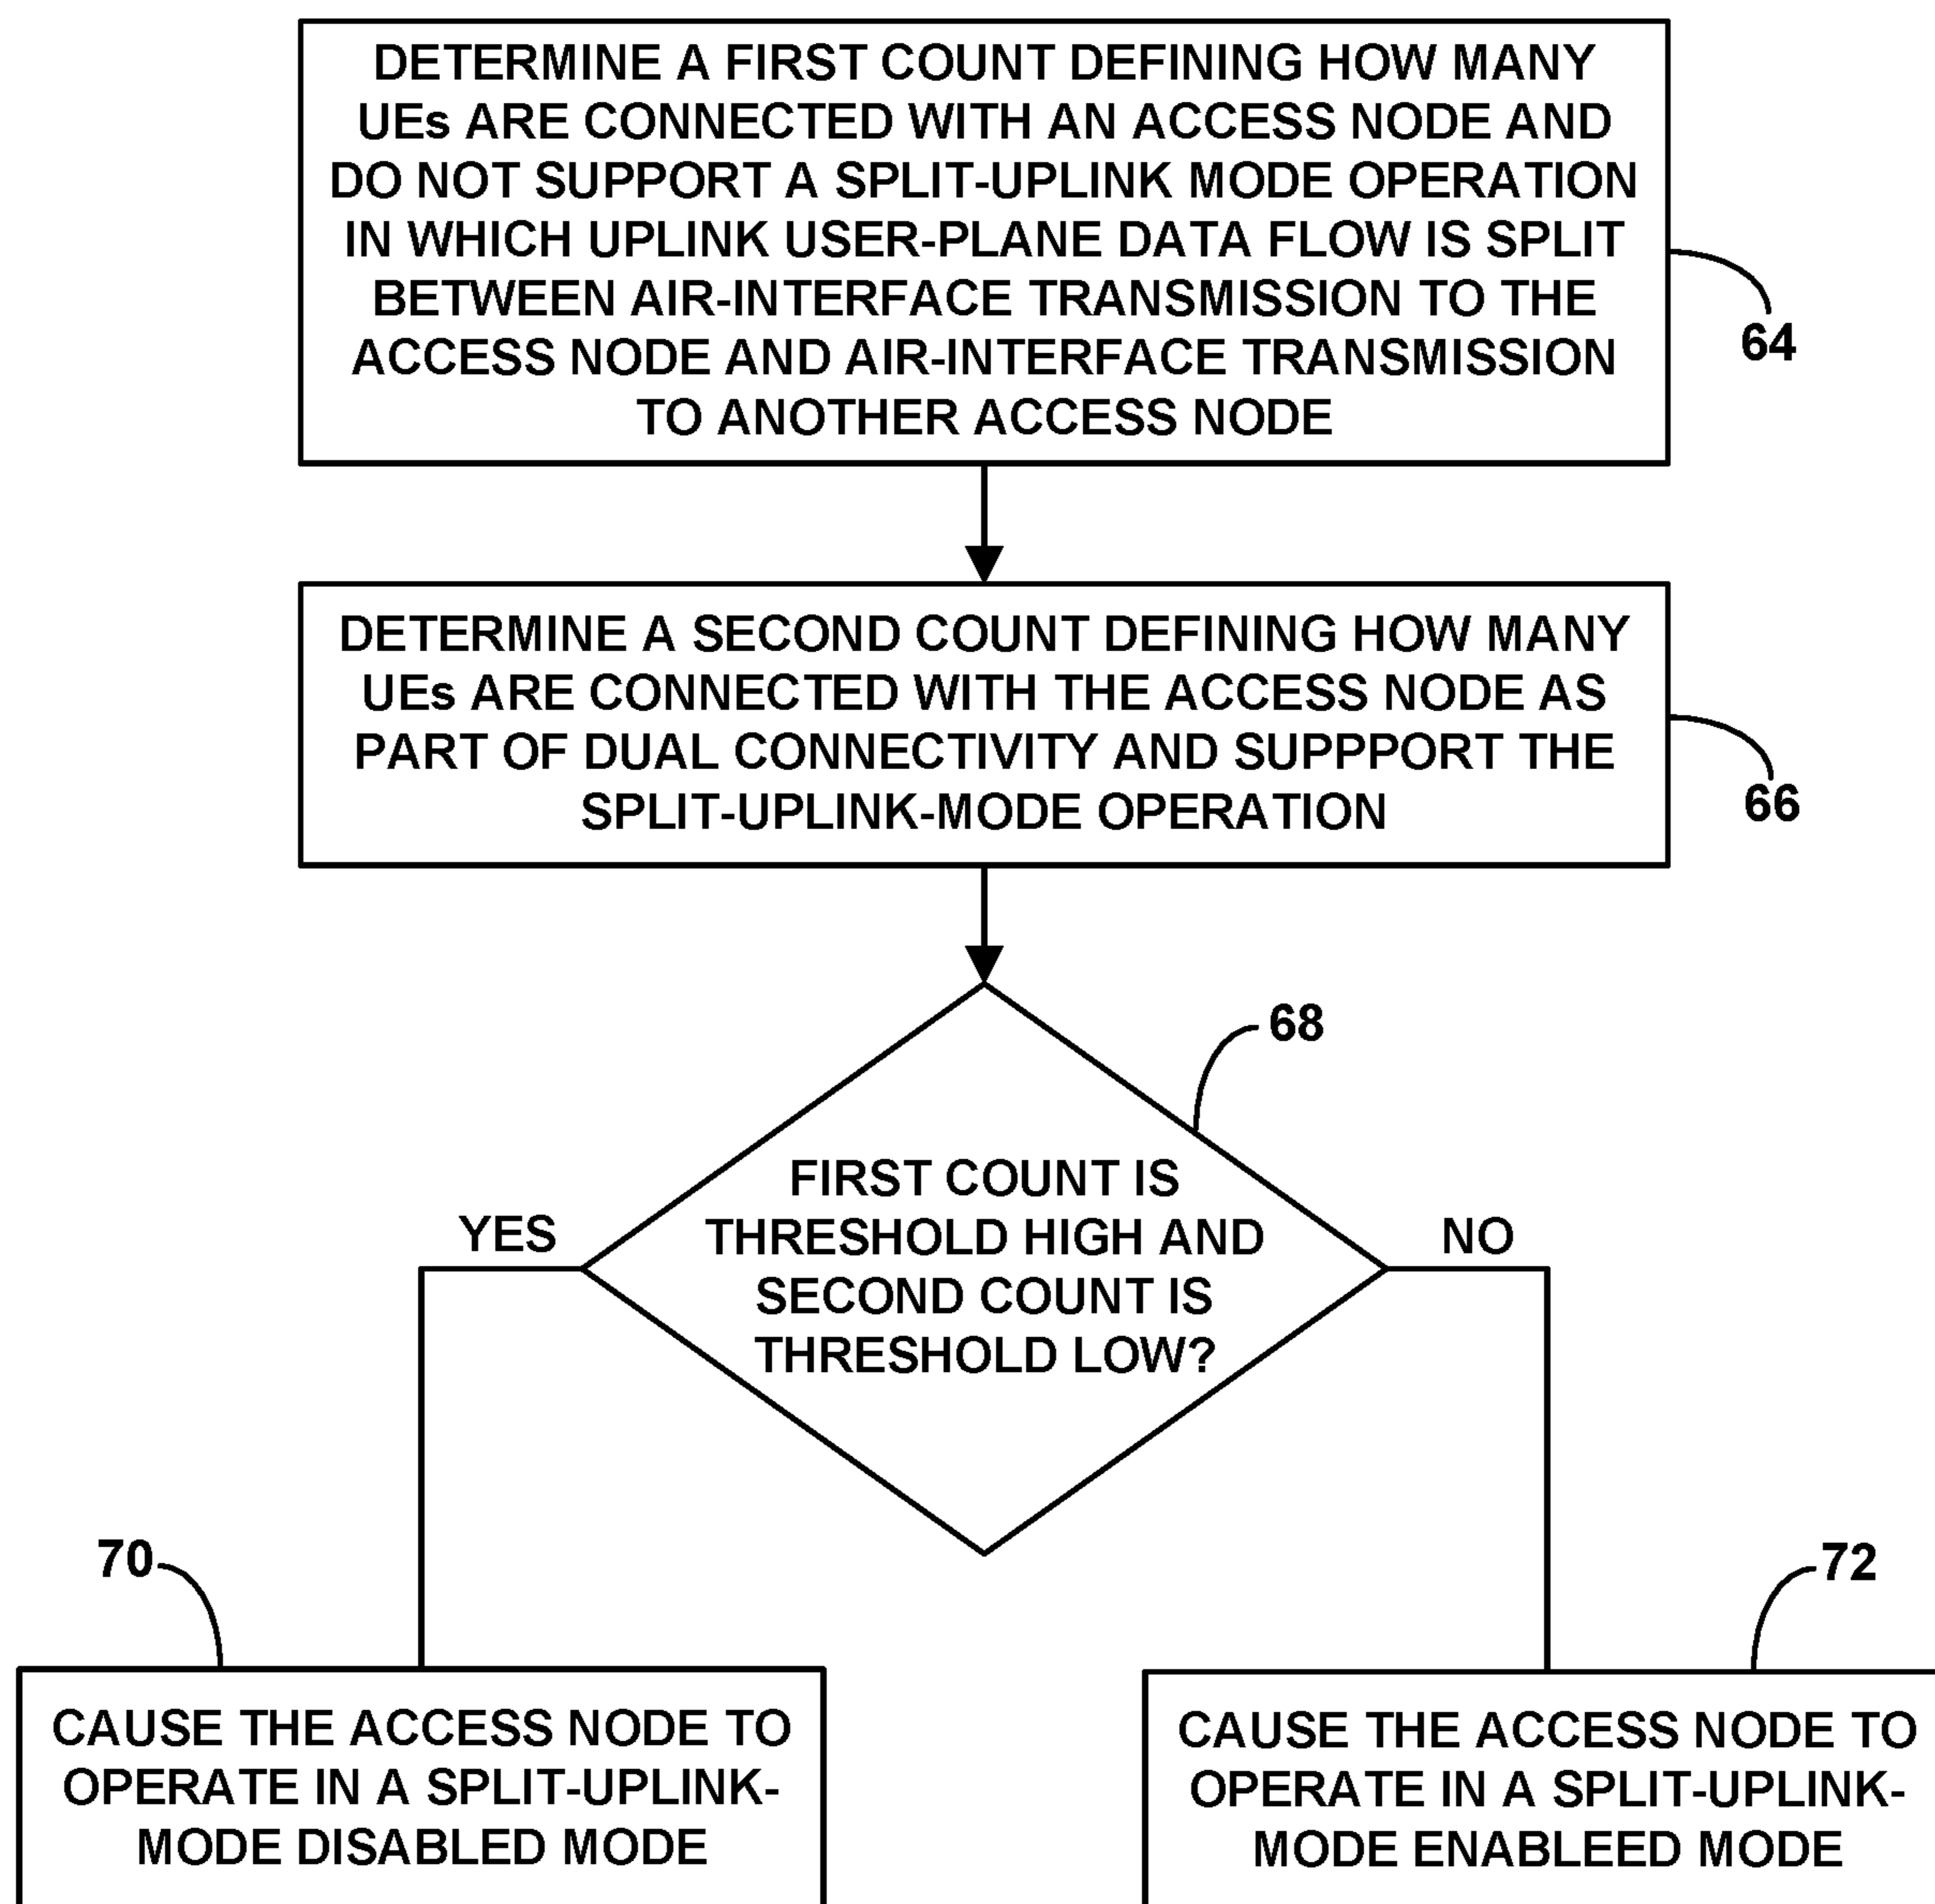 DETERMINE A FIRST COUNT DEFINING HOW MANY
UEs ARE CONNECTED WITH AN ACCESS NODE AND
DO NOT SUPPORT A SPLIT-UPLINK MODE OPERATION
IN WHICH UPLINK USER-PLANE DATA FLOW IS SPLIT
BETWEEN AIR-INTERFACE TRANSMISSION TO THE
ACCESS NODE AND AIR-INTERFACE TRANSMISSION
TO ANOTHER ACCESS NODE
64
DETERMINE A SECOND COUNT DEFINING HOW MANY
UEs ARE CONNECTED WITH THE ACCESS NODE AS
PART OF DUAL CONNECTIVITY AND SUPPPORT THE
SPLIT-UPLINK-MODE OPERATION
66
68
FIRST COUNT IS
THRESHOLD HIGH AND
SECOND COUNT IS
THRESHOLD LOW?
YES
NO
70
CAUSE THE ACCESS NODE TO
OPERATE IN A SPLIT-UPLINK-
MODE DISABLED MODE
72
CAUSE THE ACCESS NODE TO
OPERATE IN A SPLIT-UPLINK-
MODE ENABLEED MODE